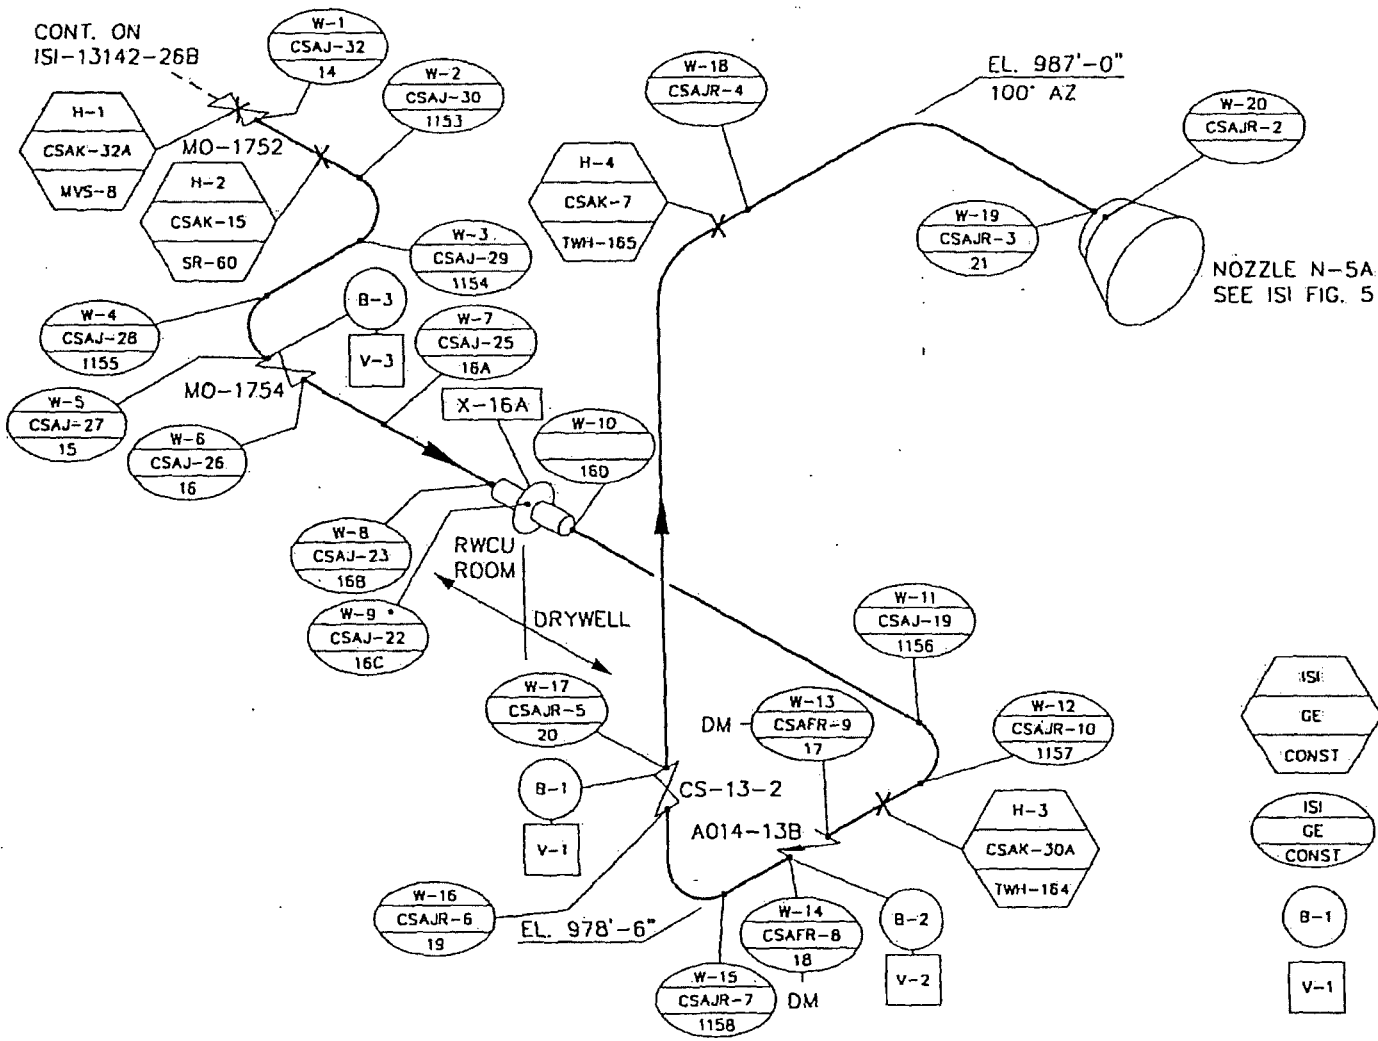 CONT. ON
ISI-13142-26B
W-1
CSAJ-32
14
W-2
CSAJ-30
1153
H-1
CSAK-32A
MVS-8
MO-1752
H-2
CSAK-15
SR-60
W-3
CSAJ-29
1154
W-4
CSAJ-28
1155
B-3
V-3
W-7
CSAJ-25
16A
W-5
CSAJ-27
15
MO-1754
W-6
CSAJ-26
16
X-16A
W-10
16D
W-8
CSAJ-23
16B
RWCU
ROOM
W-9
CSAJ-22
16C
DRYWELL
W-18
CSAJR-4
EL. 987'-0"
100° AZ
W-20
CSAJR-2
H-4
CSAK-7
TWH-165
W-19
CSAJR-3
21
NOZZLE N-5A
SEE ISI FIG. 5
W-11
CSAJ-19
1156
W-17
CSAJR-5
20
DM
W-13
CSAFR-9
17
W-12
CSAJR-10
1157
B-1
V-1
CS-13-2
AO14-13B
H-3
CSAK-30A
TWH-164
W-16
CSAJR-6
19
EL. 978'-6"
W-14
CSAFR-8
18
DM
B-2
V-2
W-15
CSAJR-7
1158
ISI
GE
CONST
ISI
GE
CONST
B-1
V-1